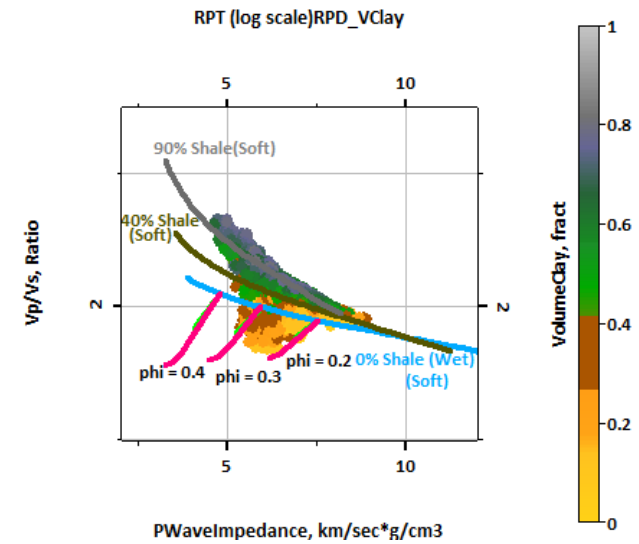 RPT (log scale)RPD_VClay
5 10
90% Shale(Soft)
40% Shale
(Soft)
Vp/Vs, Ratio
2
2
phi = 0.4
phi = 0.3
phi = 0.2
0% Shale (Wet)
(Soft)
5 10
PWaveImpedance, km/sec*g/cm3
1
0.8
0.6
0.4
0.2
0
VolumeClay, fract